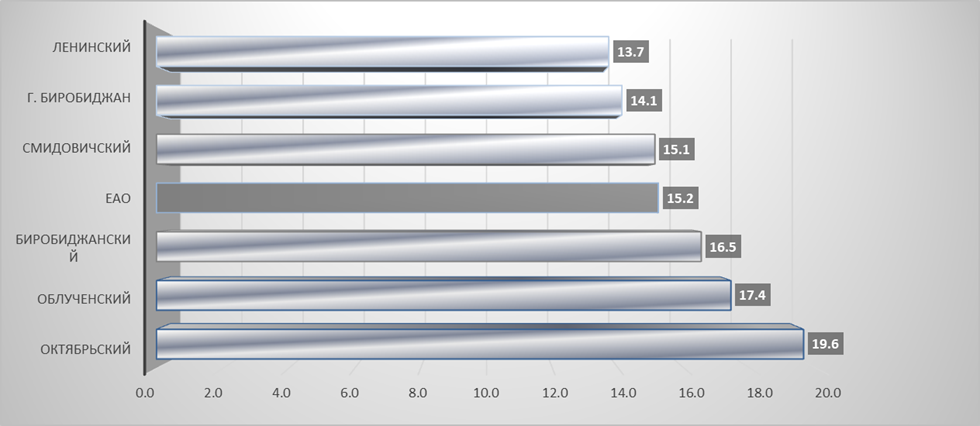 ЛЕНИНСКИЙ
13.7
Г. БИРОБИДЖАН
14.1
СМИДОВИЧСКИЙ
15.1
ЕАО
15.2
БИРОБИДЖАНСКИ
Й
16.5
ОБЛУЧЕНСКИЙ
17.4
ОКТЯБРЬСКИЙ
19.6
0.0 2.0 4.0 6.0 8.0 10.0 12.0 14.0 16.0 18.0 20.0